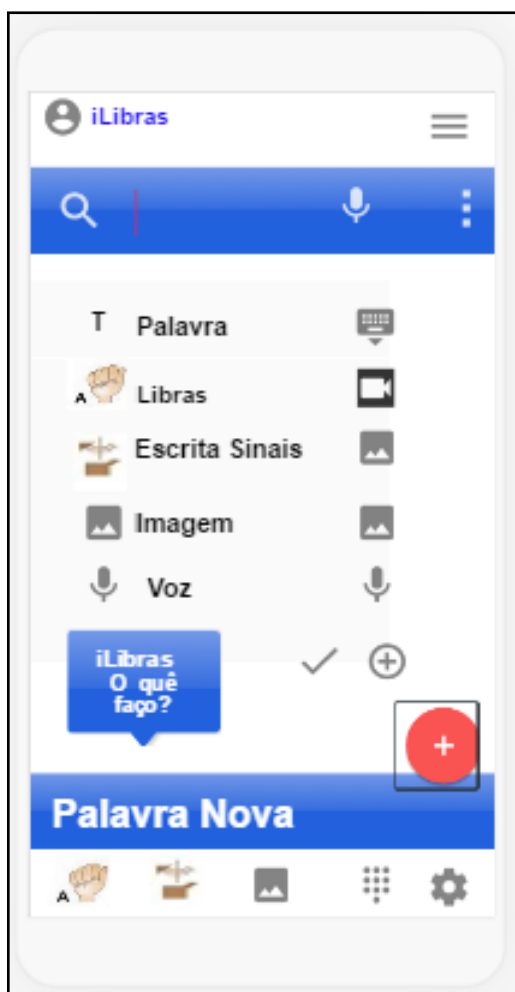 iLibras
T Palavra
A Libras
Escrita Sinais
Imagem
Voz
iLibras
O quê
faço?
Palavra Nova
A